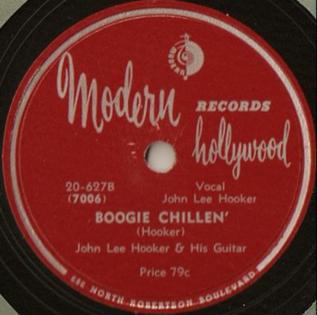 Modern
RECORDS
hollywood
20-627B
(7006)
Vocal
John Lee Hooker
BOOGIE CHILLEN'
(Hooker)
John Lee Hooker & His Guitar
Price 79c
686 NORTH ROBERTSON BOULEVARD